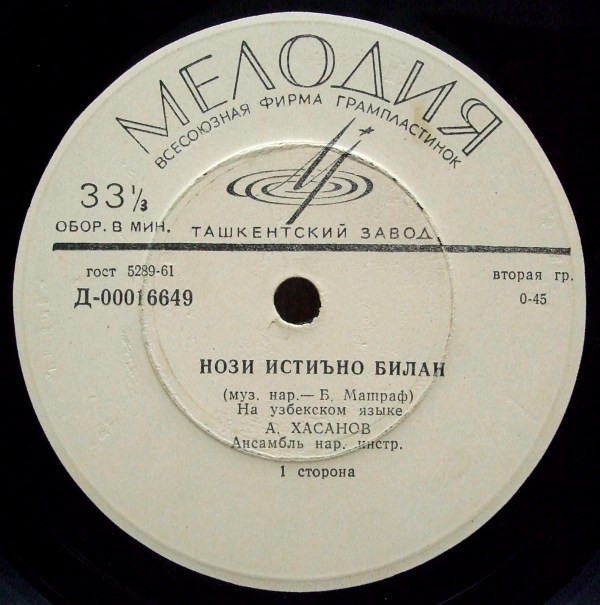 МЕЛОДИЯ
ВСЕСОЮЗНАЯ ФИРМА ГРАМПЛАСТИНОК
33⅓
ОБОР. В МИН.
ТАШКЕНТСКИЙ ЗАВОД
гост 5289-61
вторая гр.
Д-00016649
0-45
НОЗИ ИСТИЪНО БИЛАН
(муз. нар.— Б. Матраф)
На узбекском языке
А. ХАСАНОВ
Ансамбль нар. инстр.
1 сторона